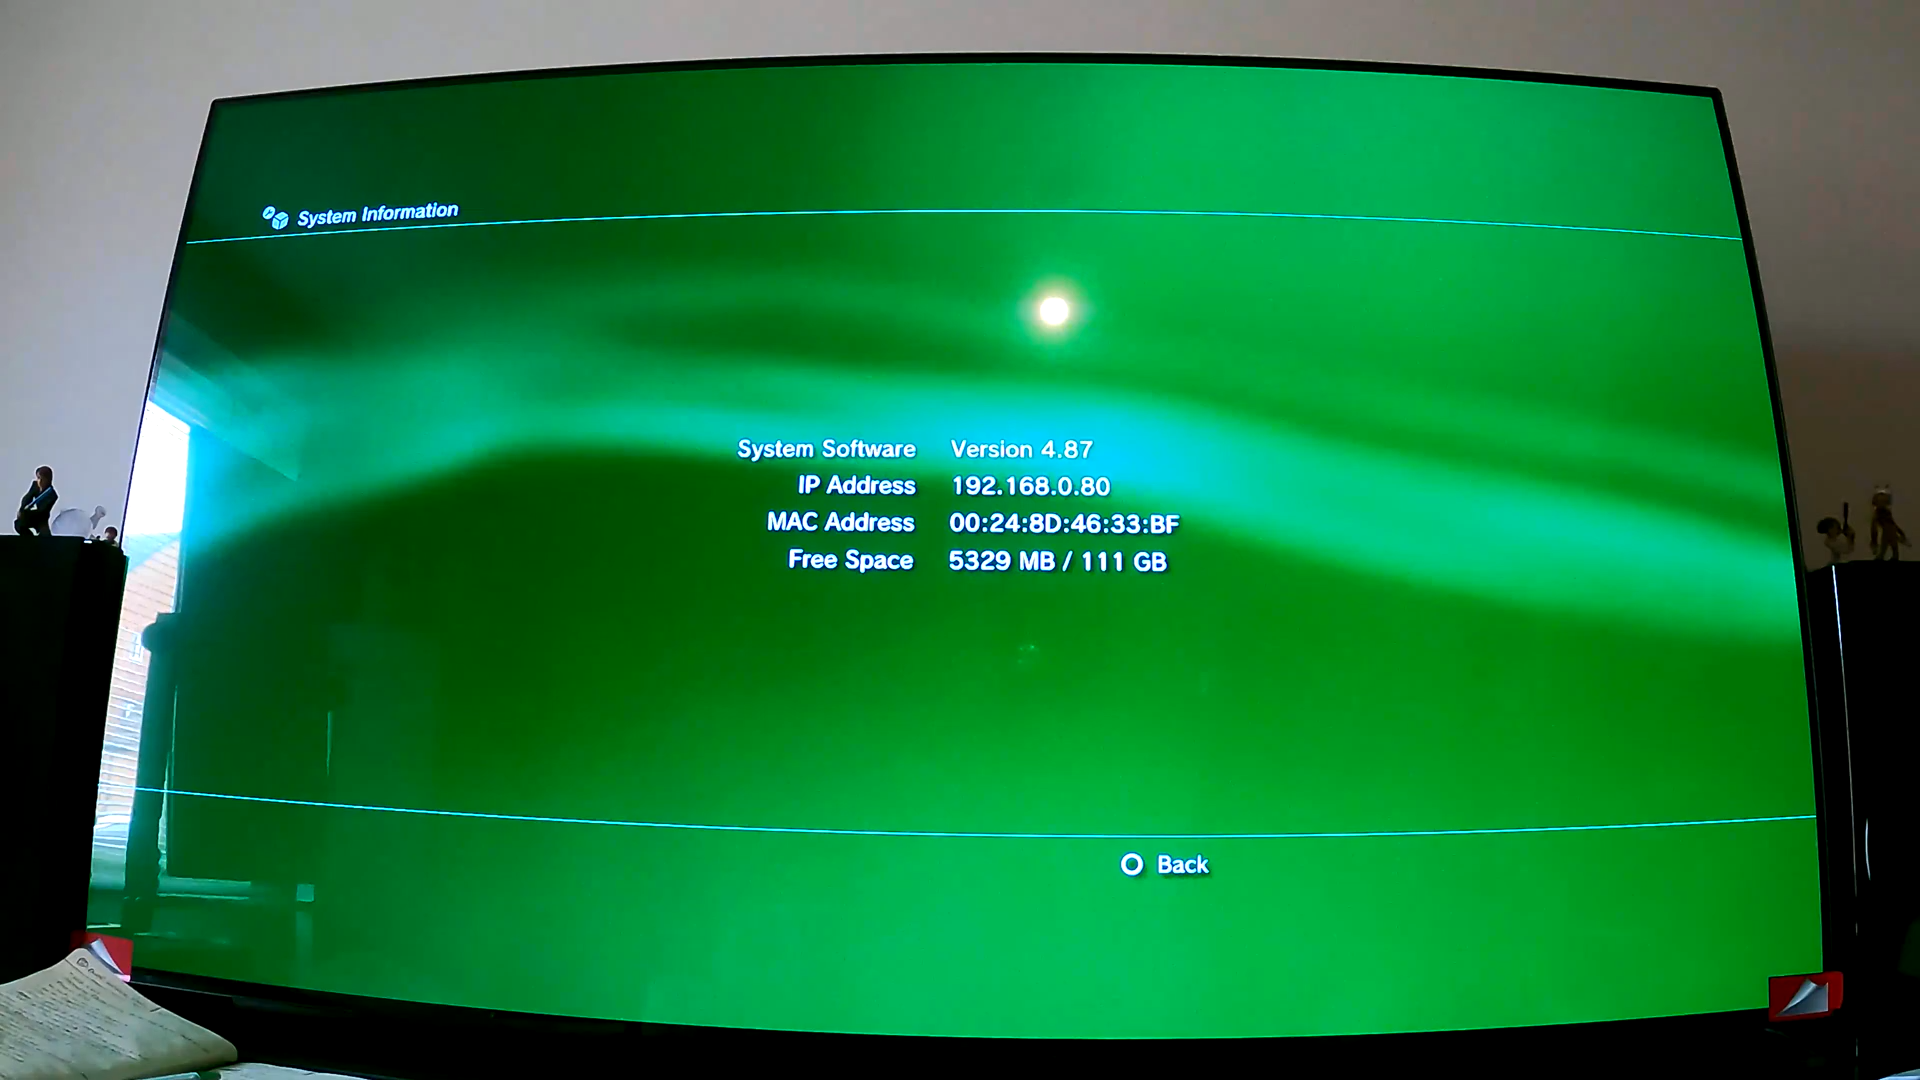 System Information
System Software Version 4.87
IP Address 192.168.0.80
MAC Address 00:24:8D:46:33:BF
Free Space 5329 MB / 111 GB
Back